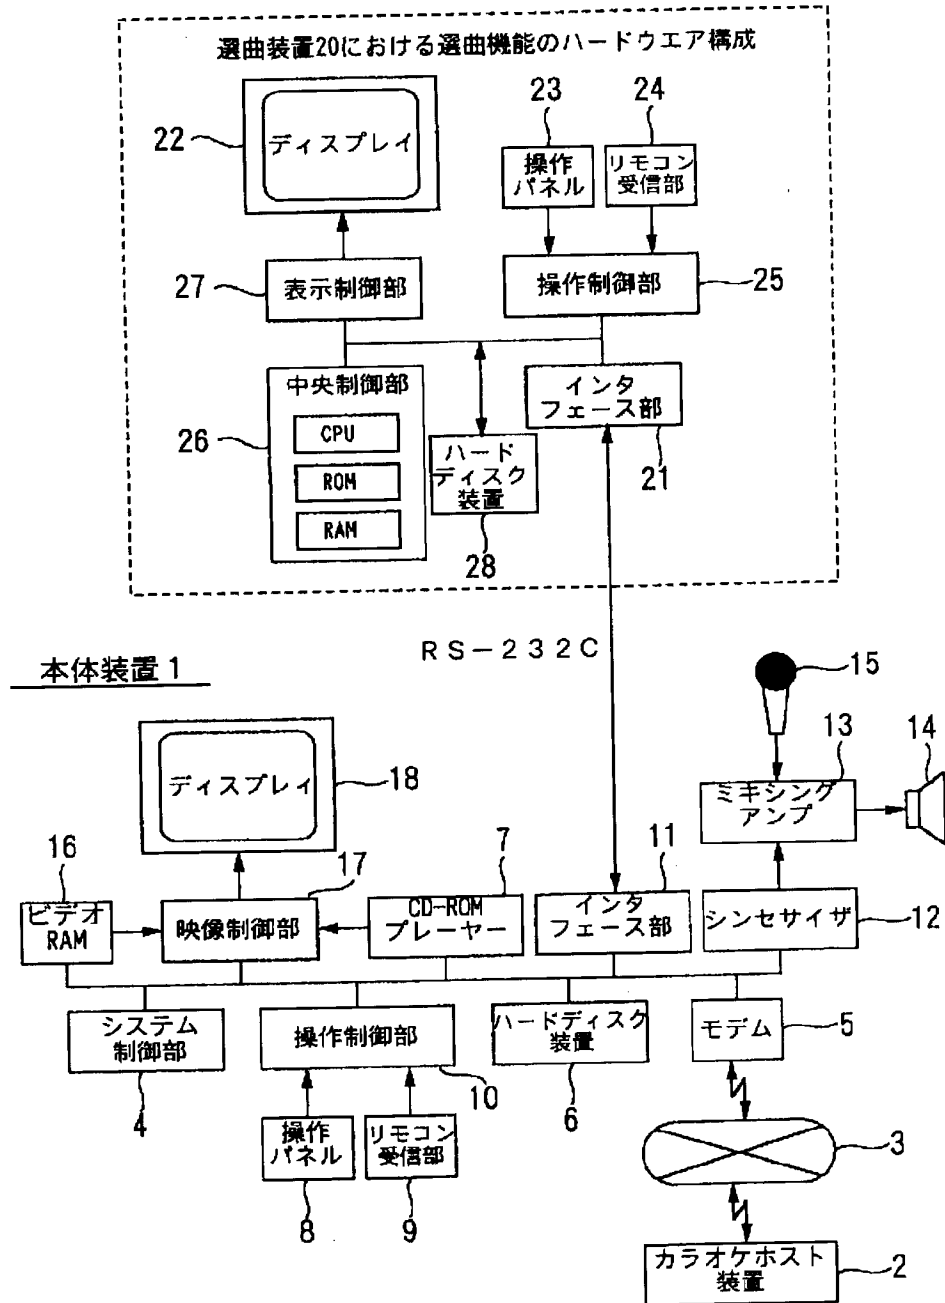 選曲装置20における選曲機能のハードウエア構成
22
ディスプレイ
23
24
操作
パネル
リモコン
受信部
27
表示制御部
操作制御部
25
中央制御部
26
CPU
ROM
RAM
ハード
ディスク
装置
28
インタ
フェース部
21
RS-232C
本体装置1
15
ディスプレイ
18
13
14
ミキシング
アンプ
16
17
7
11
ビデオ
RAM
映像制御部
CD-ROM
プレーヤー
インタ
フェース部
シンセサイザ
12
システム
制御部
4
操作制御部
10
ハードディスク
装置
6
モデム
5
操作
パネル
8
リモコン
受信部
9
3
カラオケホスト
装置
2